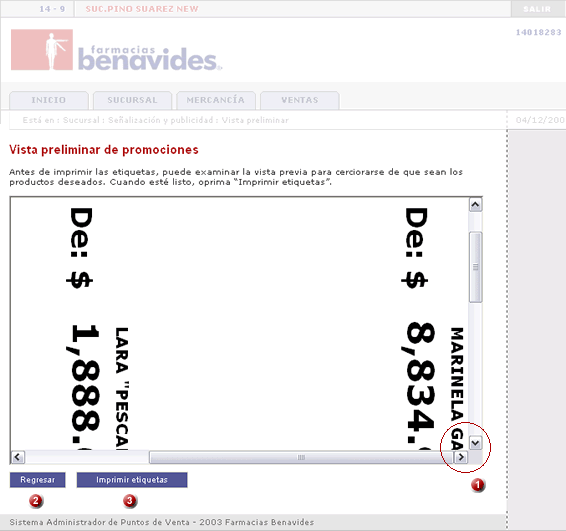 14 - 9 SUC.PINO SUAREZ NEW SALIR
14018283
farmacias
benavides
INICIO SUCURSAL MERCANCÍA VENTAS
Está en : Sucursal : Señalización y publicidad : Vista preliminar 04/12/200
Vista preliminar de promociones
Antes de imprimir las etiquetas, puede examinar la vista previa para cerciorarse de que sean los
productos deseados. Cuando esté listo, oprima “Imprimir etiquetas”.
De: $ 1,888.
LARA "PESCA
De: $ 8,834.
MARINELA GA
Regresar Imprimir etiquetas
1
2 3
Sistema Administrador de Puntos de Venta - 2003 Farmacias Benavides